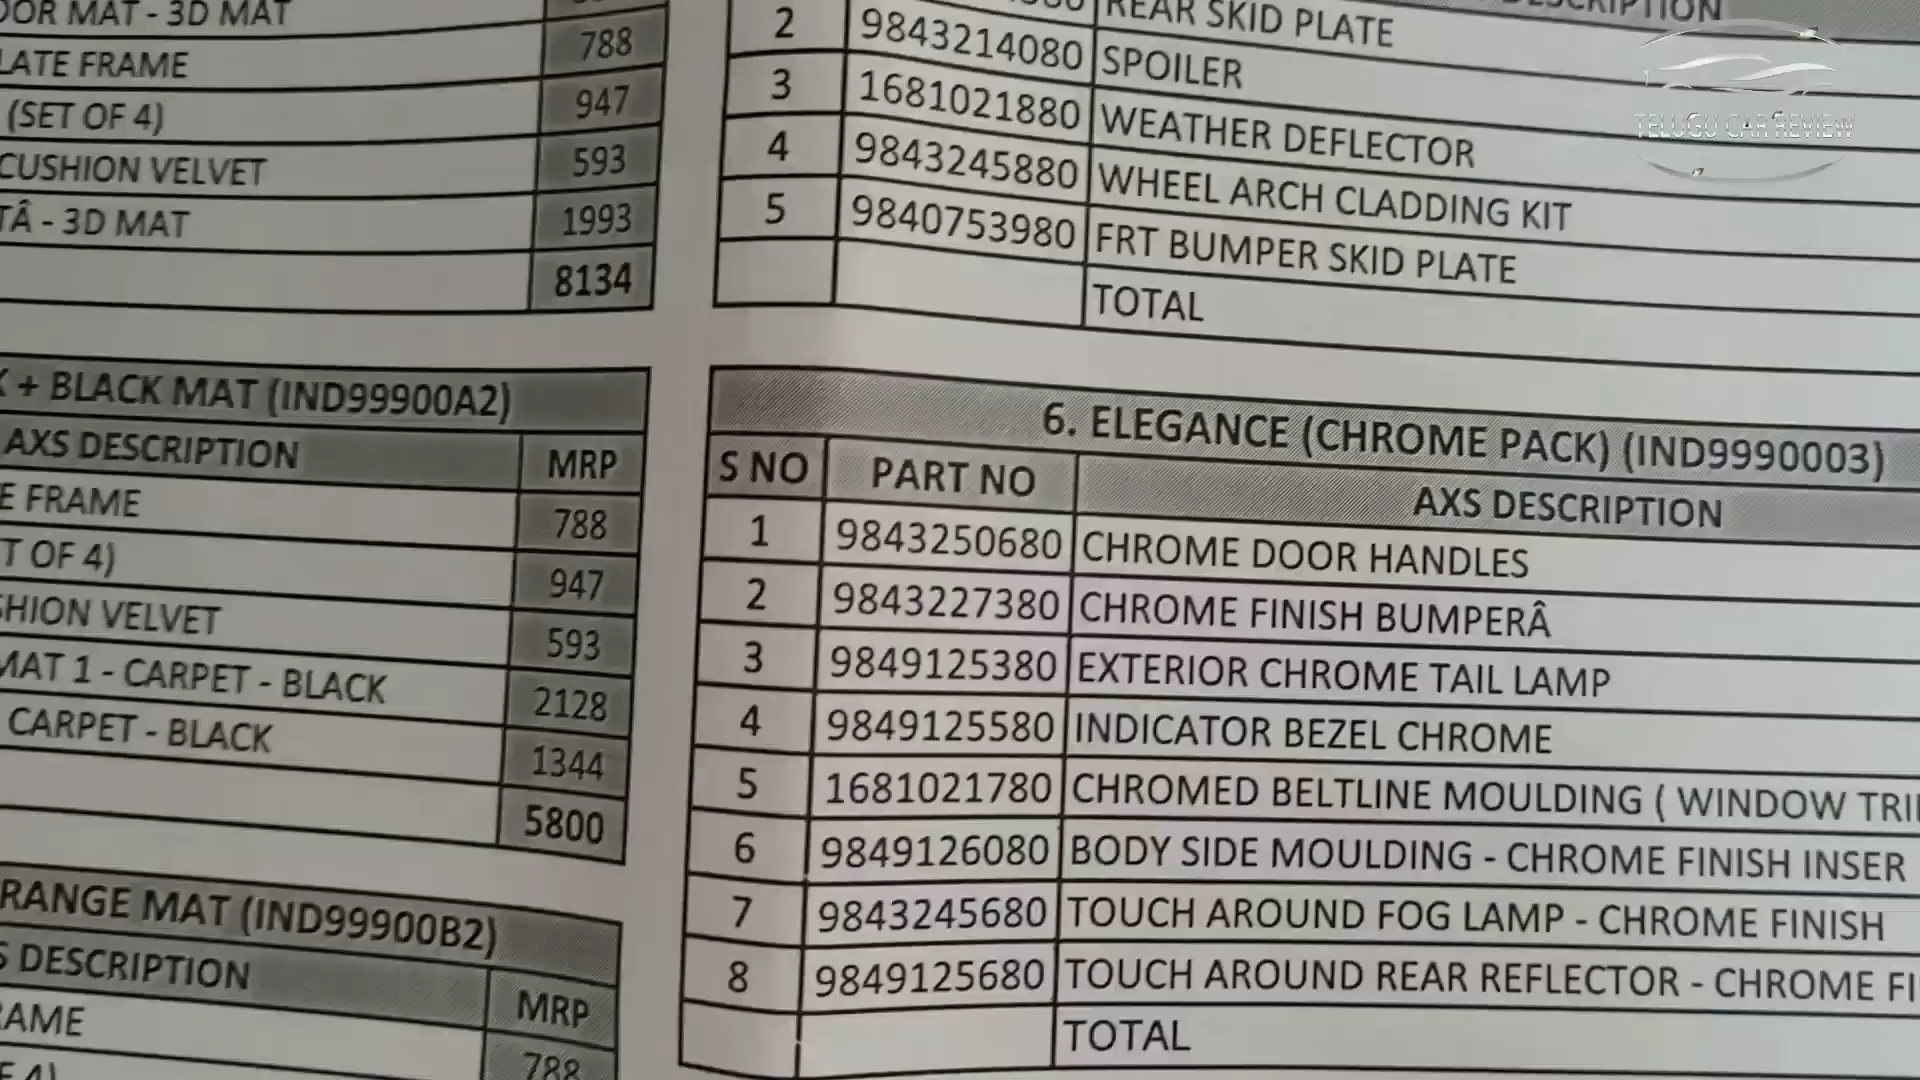 OOR MAT - 3D MAT
788
LATE FRAME
947
(SET OF 4)
593
CUSHION VELVET
1993
TÂ - 3D MAT
8134
+ BLACK MAT (IND99900A2)
AXS DESCRIPTION MRP
E FRAME 788
T OF 4) 947
SHION VELVET 593
MAT 1 - CARPET - BLACK 2128
CARPET - BLACK 1344
5800
RANGE MAT (IND99900B2)
S DESCRIPTION MRP
RAME 788
OF 4)
DESCRIPTION
REAR SKID PLATE
2 9843214080 SPOILER
3 1681021880 WEATHER DEFLECTOR
4 9843245880 WHEEL ARCH CLADDING KIT
5 9840753980 FRT BUMPER SKID PLATE
TOTAL
6. ELEGANCE (CHROME PACK) (IND9990003)
S NO PART NO AXS DESCRIPTION
1 9843250680 CHROME DOOR HANDLES
2 9843227380 CHROME FINISH BUMPERÂ
3 9849125380 EXTERIOR CHROME TAIL LAMP
4 9849125580 INDICATOR BEZEL CHROME
5 1681021780 CHROMED BELTLINE MOULDING ( WINDOW TRI
6 9849126080 BODY SIDE MOULDING - CHROME FINISH INSER
7 9843245680 TOUCH AROUND FOG LAMP - CHROME FINISH
8 9849125680 TOUCH AROUND REAR REFLECTOR - CHROME FI
TOTAL
TELUGU CAR REVIEW